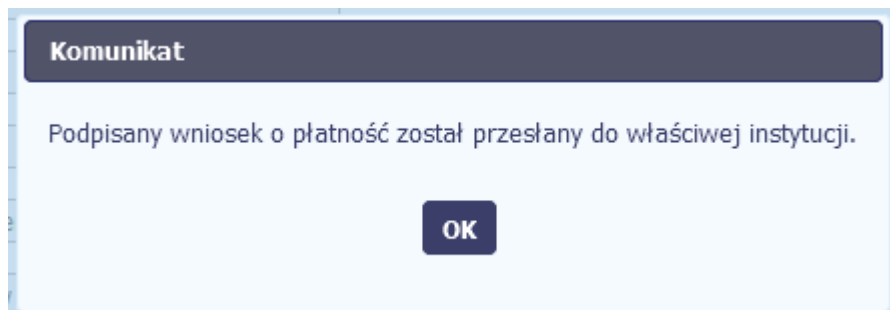 Komunikat
Podpisany wniosek o płatność został przesłany do właściwej instytucji.
OK